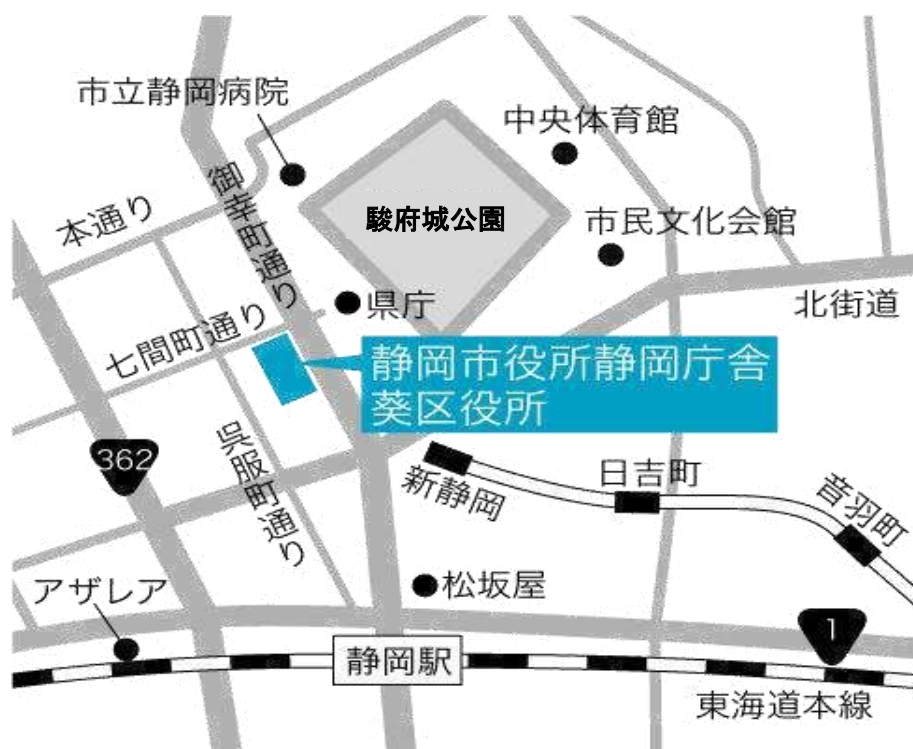 市立静岡病院
中央体育館
御幸町通り
駿府城公園
本通り
市民文化会館
県庁
北街道
七間町通り
静岡市役所静岡庁舎
葵区役所
362
呉服町通り
新静岡
日吉町
音羽町
アザレア
松坂屋
1
静岡駅
東海道本線